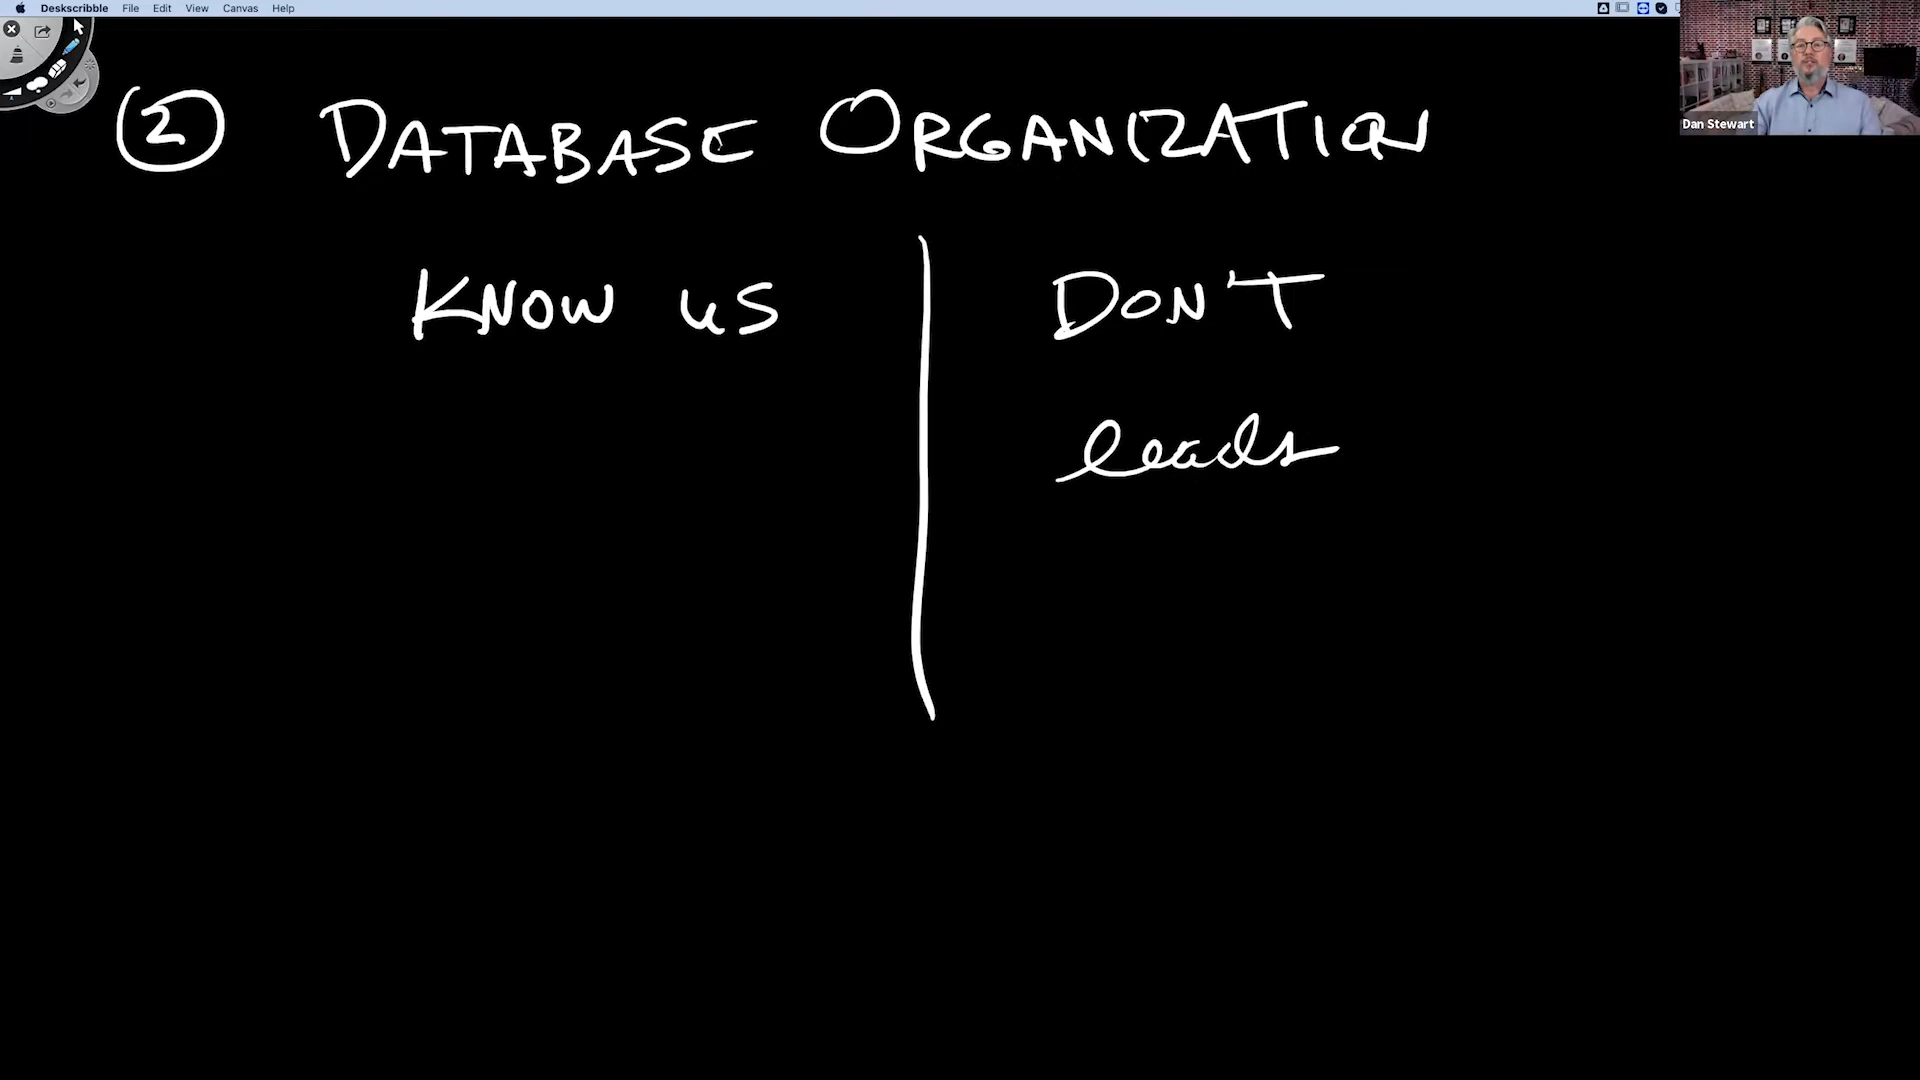 Deskscribble File Edit View Canvas Help
Dan Stewart
2 DATABASE ORGANIZATION
KNOW US
DON'T
leads